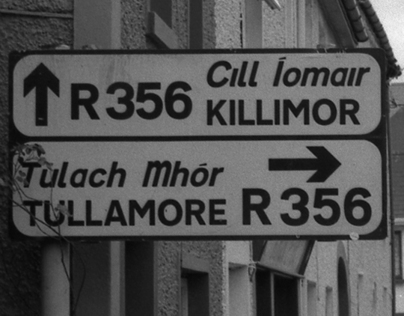 ↑ R356 Cill Íomair
KILLIMOR
Tulach Mhór →
TULLAMORE R356